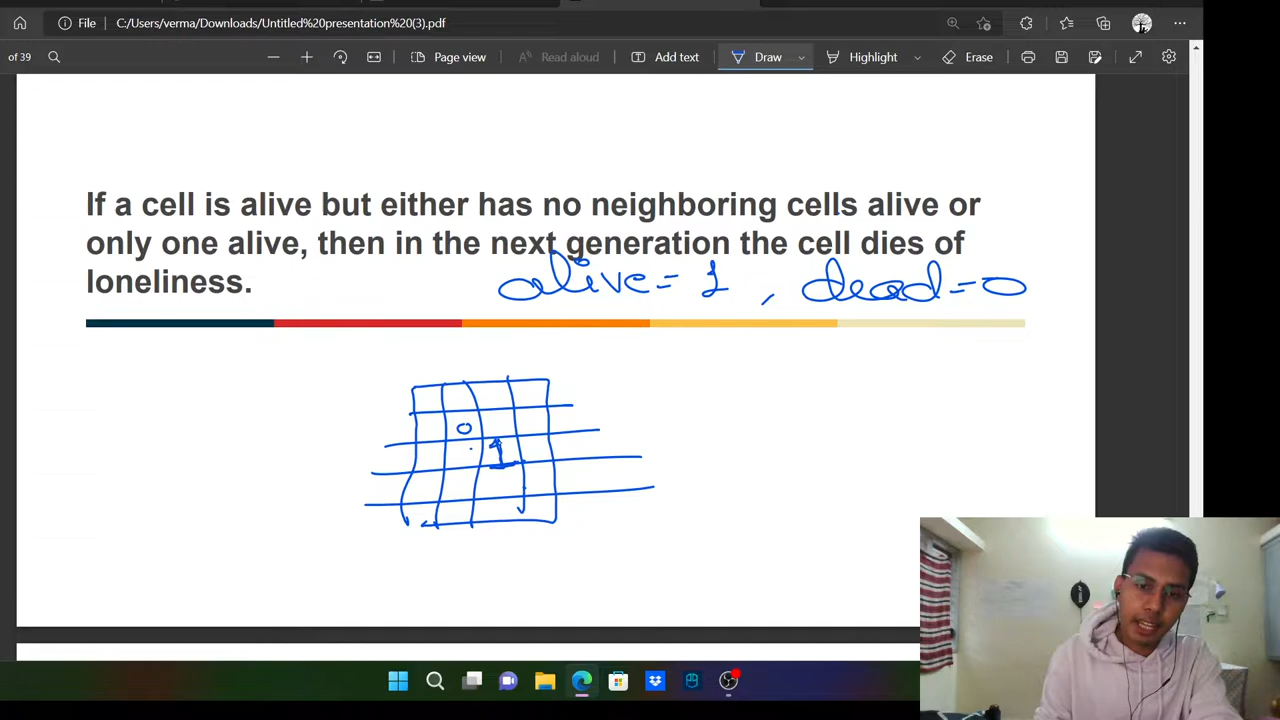 File C:/Users/verma/Downloads/Untitled%20presentation%20(3).pdf
of 39 Page view Read aloud Add text Draw Highlight Erase
If a cell is alive but either has no neighboring cells alive or
only one alive, then in the next generation the cell dies of
loneliness.
alive = 1 , dead = 0
0
1